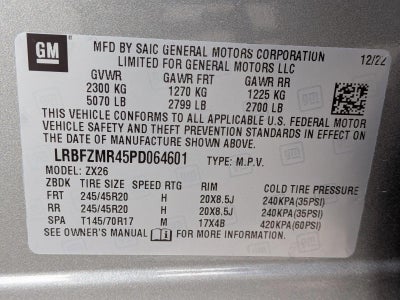 GM
MFD BY SAIC GENERAL MOTORS CORPORATION
LIMITED FOR GENERAL MOTORS LLC
12/22
GVWR GAWR FRT GAWR RR
2300 KG 1270 KG 1225 KG
5070 LB 2799 LB 2700 LB
THIS VEHICLE CONFORMS TO ALL APPLICABLE U.S. FEDERAL MOTOR
VEHICLE SAFETY AND THEFT PREVENTION STANDARDS IN EFFECT ON
THE DATE OF MANUFACTURE SHOWN ABOVE.
LRBFZMR45PD064601 TYPE: M.P.V.
MODEL: ZX26
ZBDK TIRE SIZE SPEED RTG RIM COLD TIRE PRESSURE
FRT 245/45R20 H 20X8.5J 240KPA(35PSI)
RR 245/45R20 H 20X8.5J 240KPA(35PSI)
SPA T145/70R17 M 17X4B 420KPA(60PSI)
SEE OWNER'S MANUAL FOR MORE INFORMATION